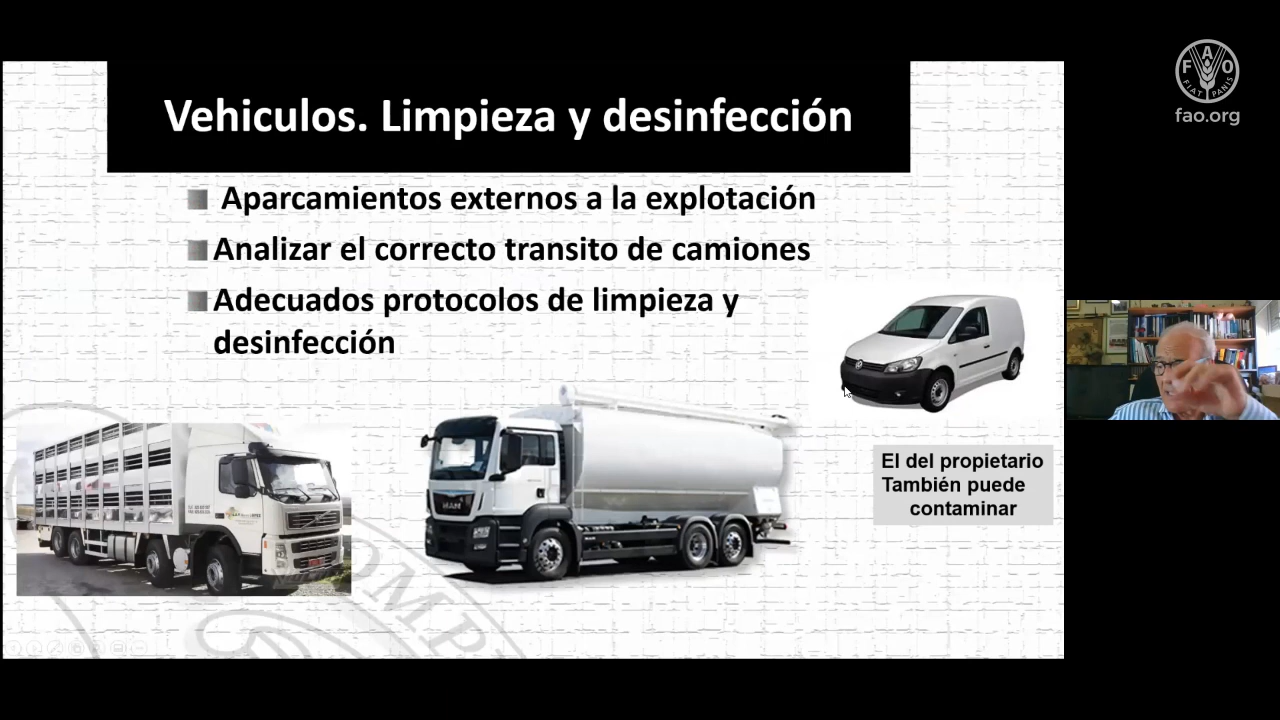 Vehiculos. Limpieza y desinfección
Aparcamientos externos a la explotación
Analizar el correcto transito de camiones
Adecuados protocolos de limpieza y
desinfección
El del propietario
También puede
contaminar
MAN
OMP
F A O
FIAT PANIS
fao.org